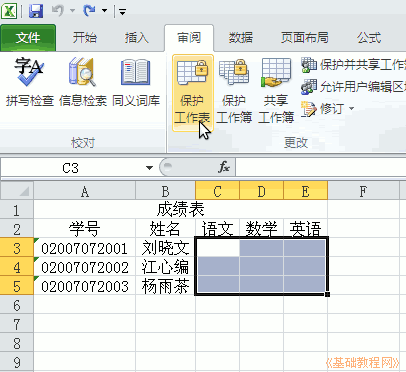 文件 开始 插入 审阅 数据 页面布局 公式
拼写检查 信息检索 同义词库
保护
工作表
保护
工作簿
共享
工作簿
保护并共享工作
允许用户编辑区
修订
校对 更改
C3 fx
A B C D E F
1 成绩表
2 学号 姓名 语文 数学 英语
3 02007072001 刘晓文
4 02007072002 江心编
5 02007072003 杨雨茶
6
7
8
9
《基础教程网》